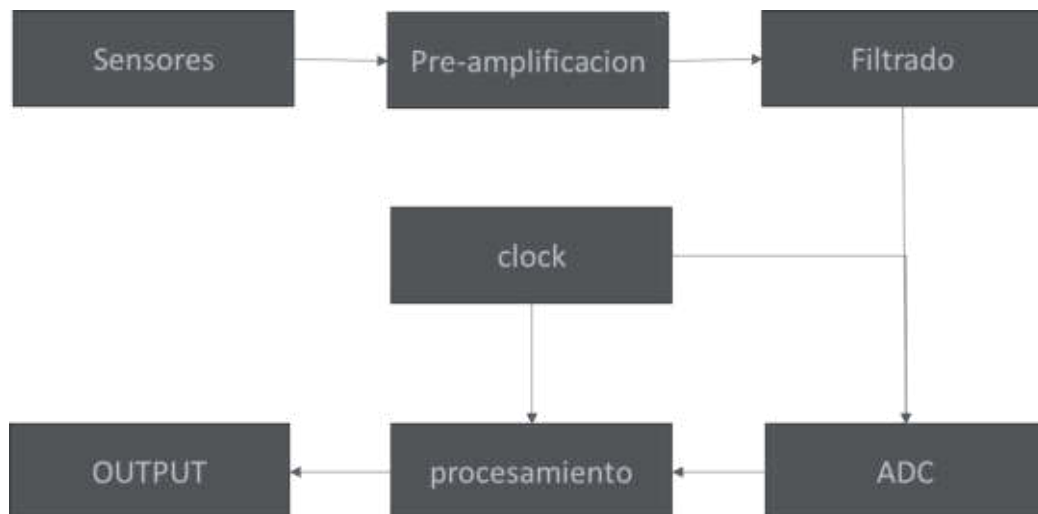 Sensores
Pre-amplificacion
Filtrado
clock
OUTPUT
procesamiento
ADC